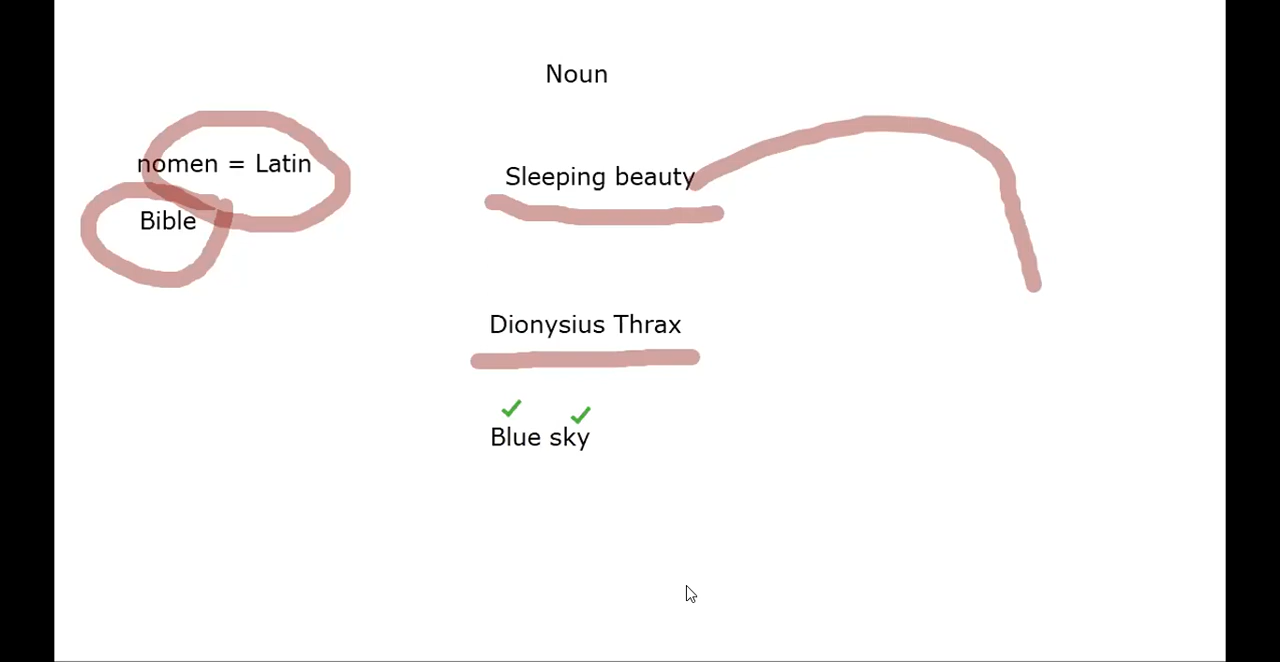 Noun
nomen = Latin
Sleeping beauty
Bible
Dionysius Thrax
Blue sky